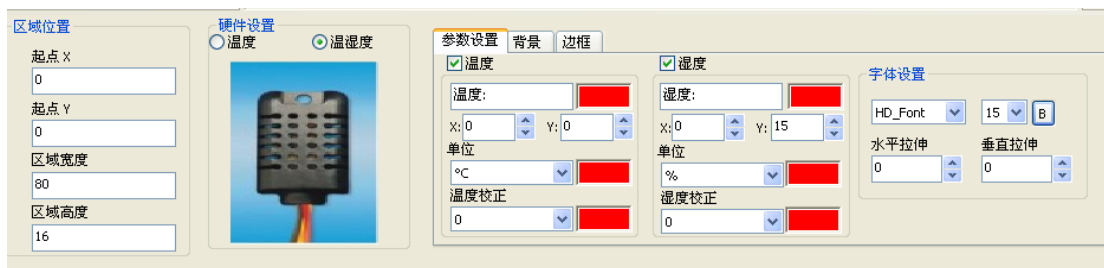 区域位置
起点 X
0
起点 Y
0
区域宽度
80
区域高度
16
硬件设置
温度 温湿度
参数设置 背景 边框
温度
温度:
X: 0 Y: 0
单位
℃
温度校正
0
湿度
湿度:
X: 0 Y: 15
单位
%
湿度校正
0
字体设置
HD_Font 15 B
水平拉伸 垂直拉伸
0 0